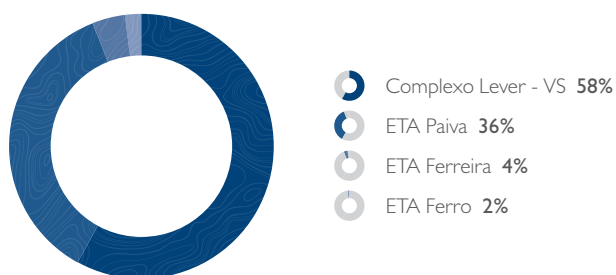 Complexo Lever - VS 58%
ETA Paiva 36%
ETA Ferreira 4%
ETA Ferro 2%